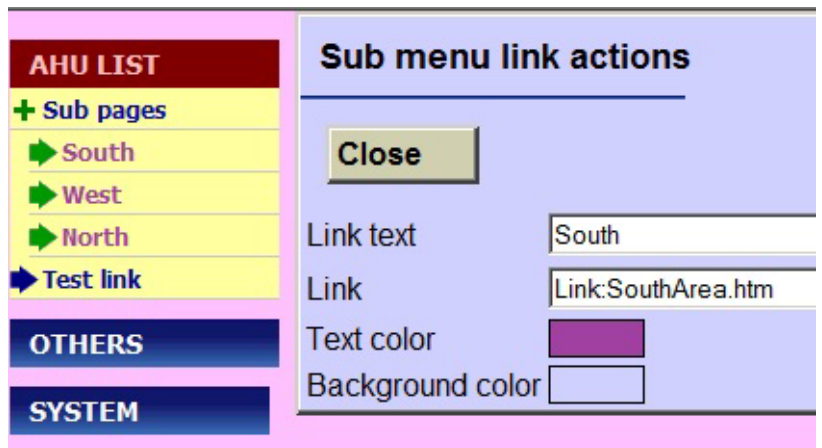 AHU LIST
Sub pages
South
West
North
Test link
OTHERS
SYSTEM
Sub menu link actions
Close
Link text South
Link Link:SouthArea.htm
Text color
Background color